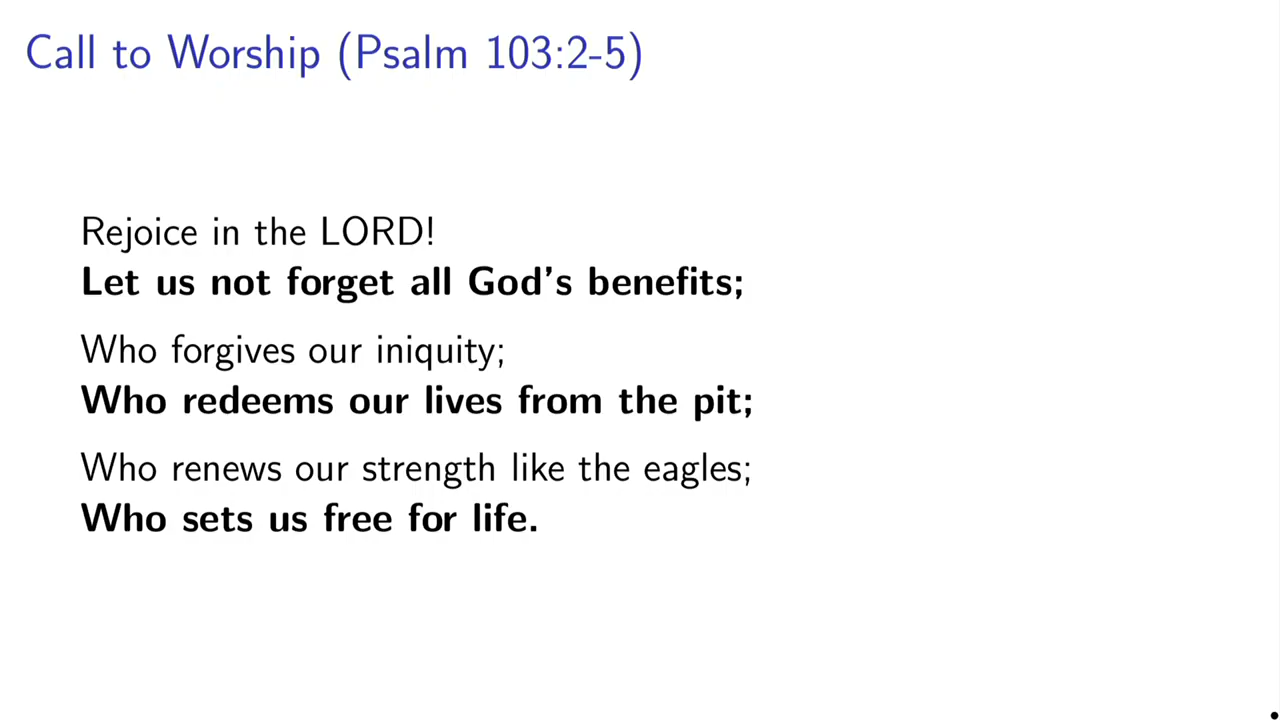 Call to Worship (Psalm 103:2-5)
Rejoice in the LORD!
Let us not forget all God's benefits;
Who forgives our iniquity;
Who redeems our lives from the pit;
Who renews our strength like the eagles;
Who sets us free for life.